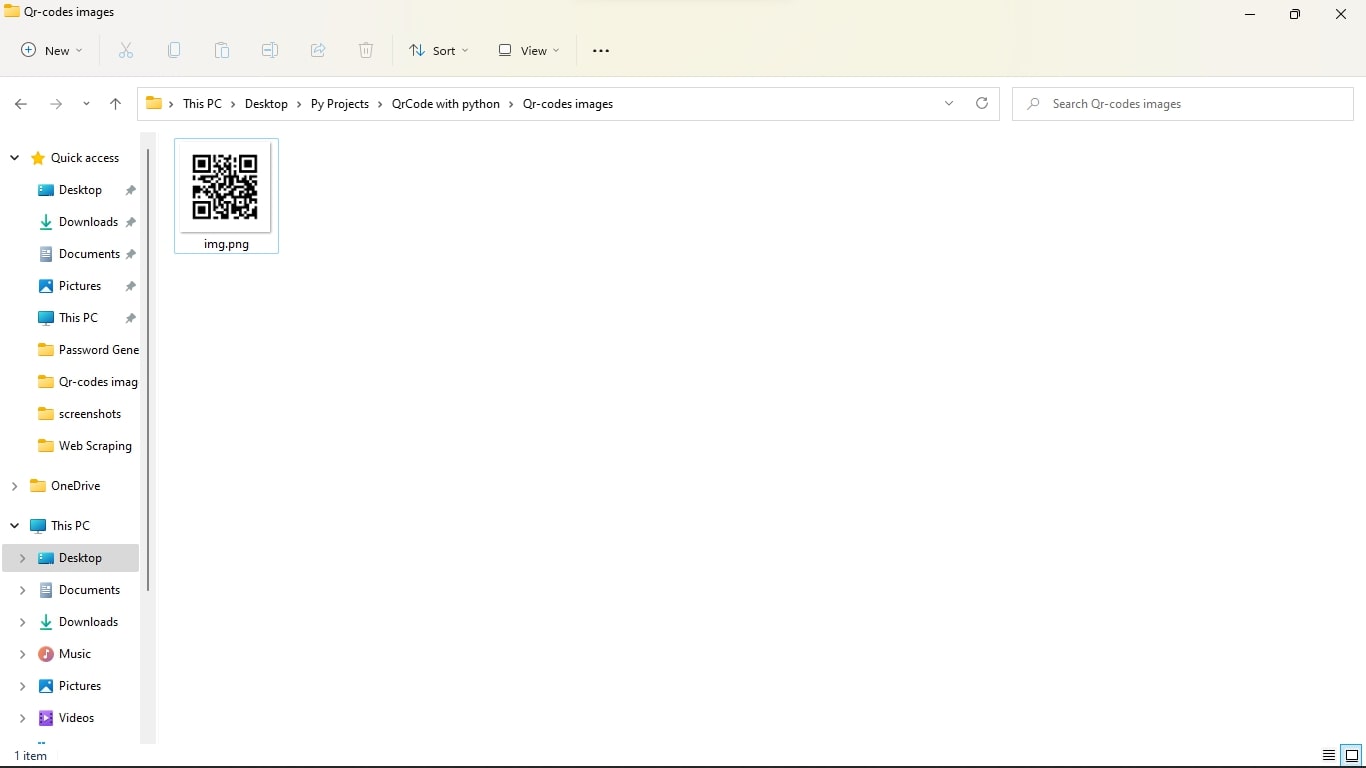 Qr-codes images
New Sort View
This PC Desktop Py Projects QrCode with python Qr-codes images
Search Qr-codes images
Quick access
Desktop
Downloads
Documents
Pictures
This PC
Password Gene
Qr-codes imag
screenshots
Web Scraping
OneDrive
This PC
Desktop
Documents
Downloads
Music
Pictures
Videos
img.png
1 item